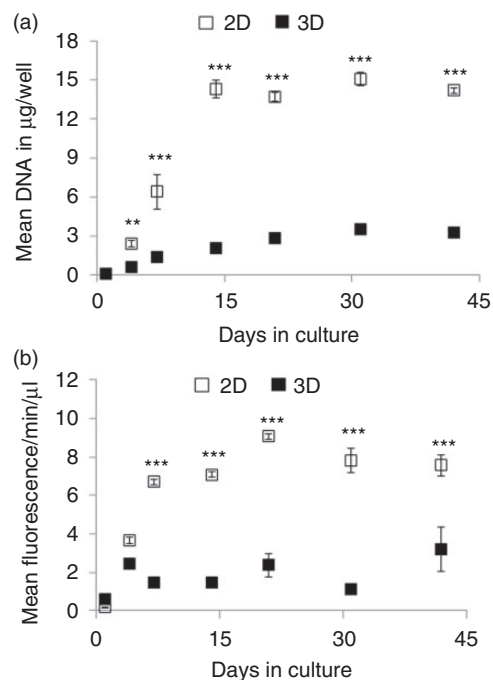 (a)
2D 3D
18
15
12
9
6
3
0
Mean DNA in µg/well
** *** *** *** *** ***
0 15 30 45
Days in culture
(b)
2D 3D
12
10
8
6
4
2
0
Mean fluorescence/min/µl
*** *** *** *** ***
0 15 30 45
Days in culture